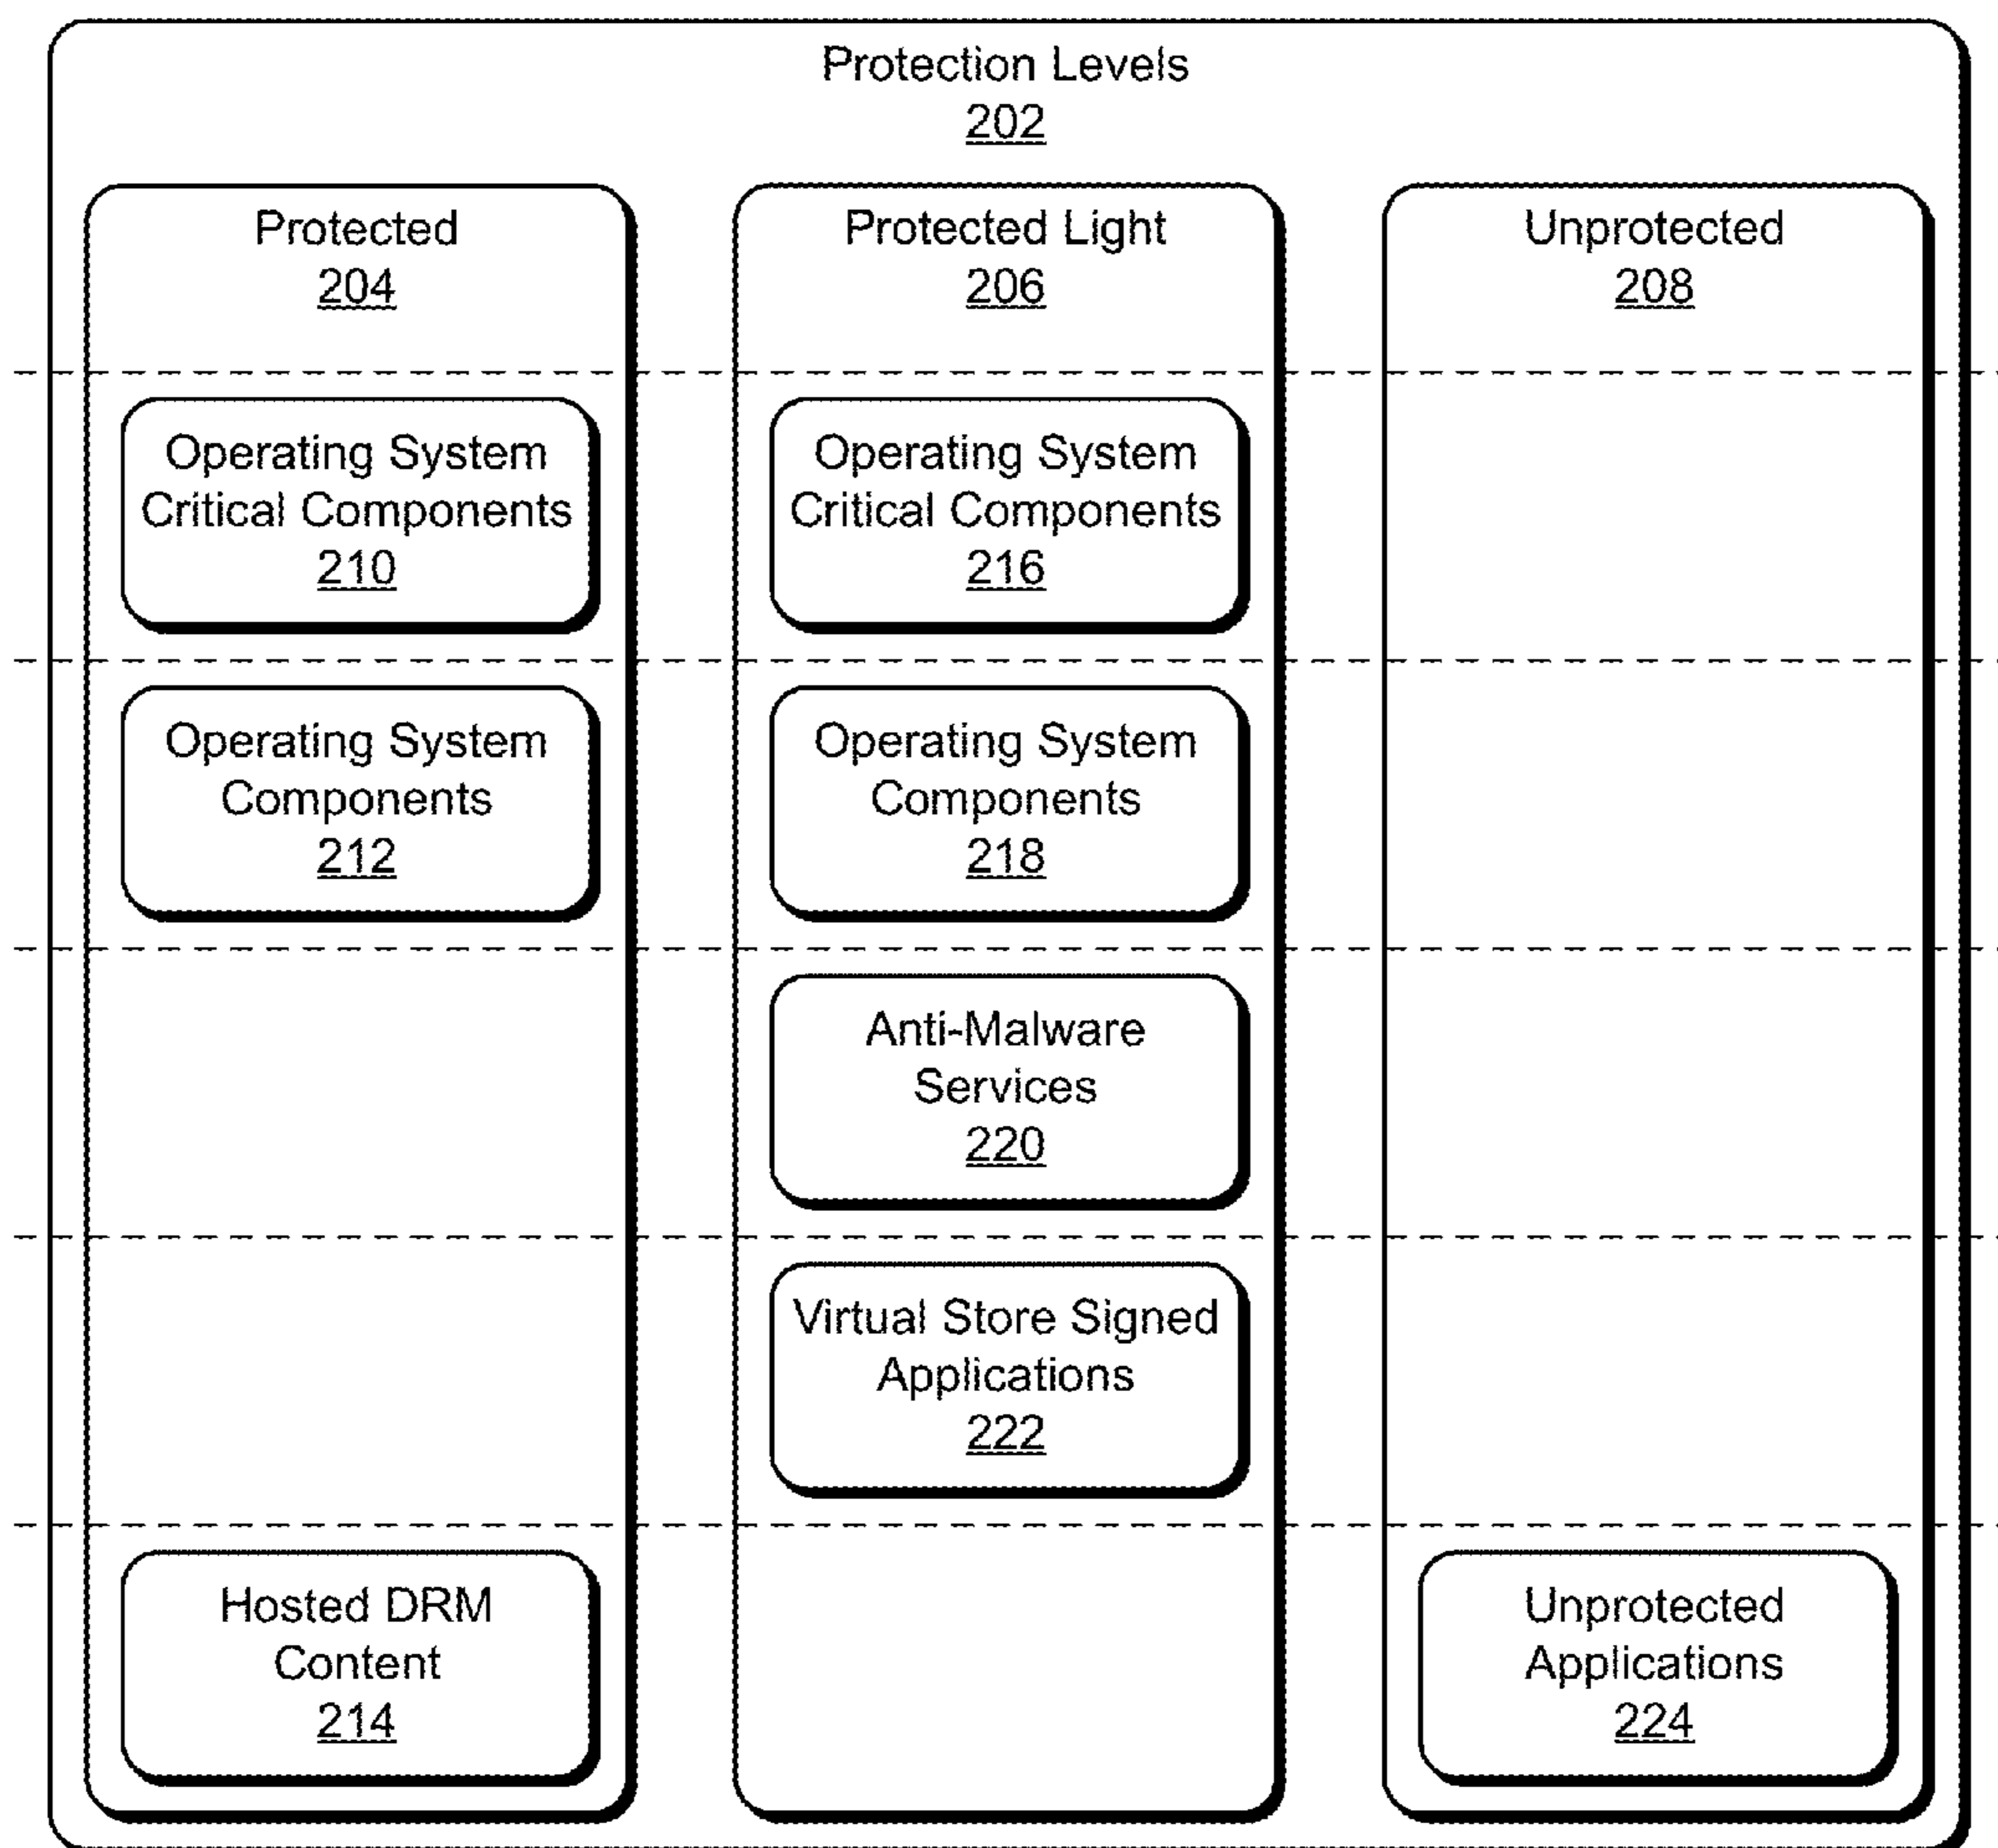 Protection Levels
202
Protected
204
Operating System
Critical Components
210
Operating System
Components
212
Hosted DRM
Content
214
Protected Light
206
Operating System
Critical Components
216
Operating System
Components
218
Anti-Malware
Services
220
Virtual Store Signed
Applications
222
Unprotected
208
Unprotected
Applications
224